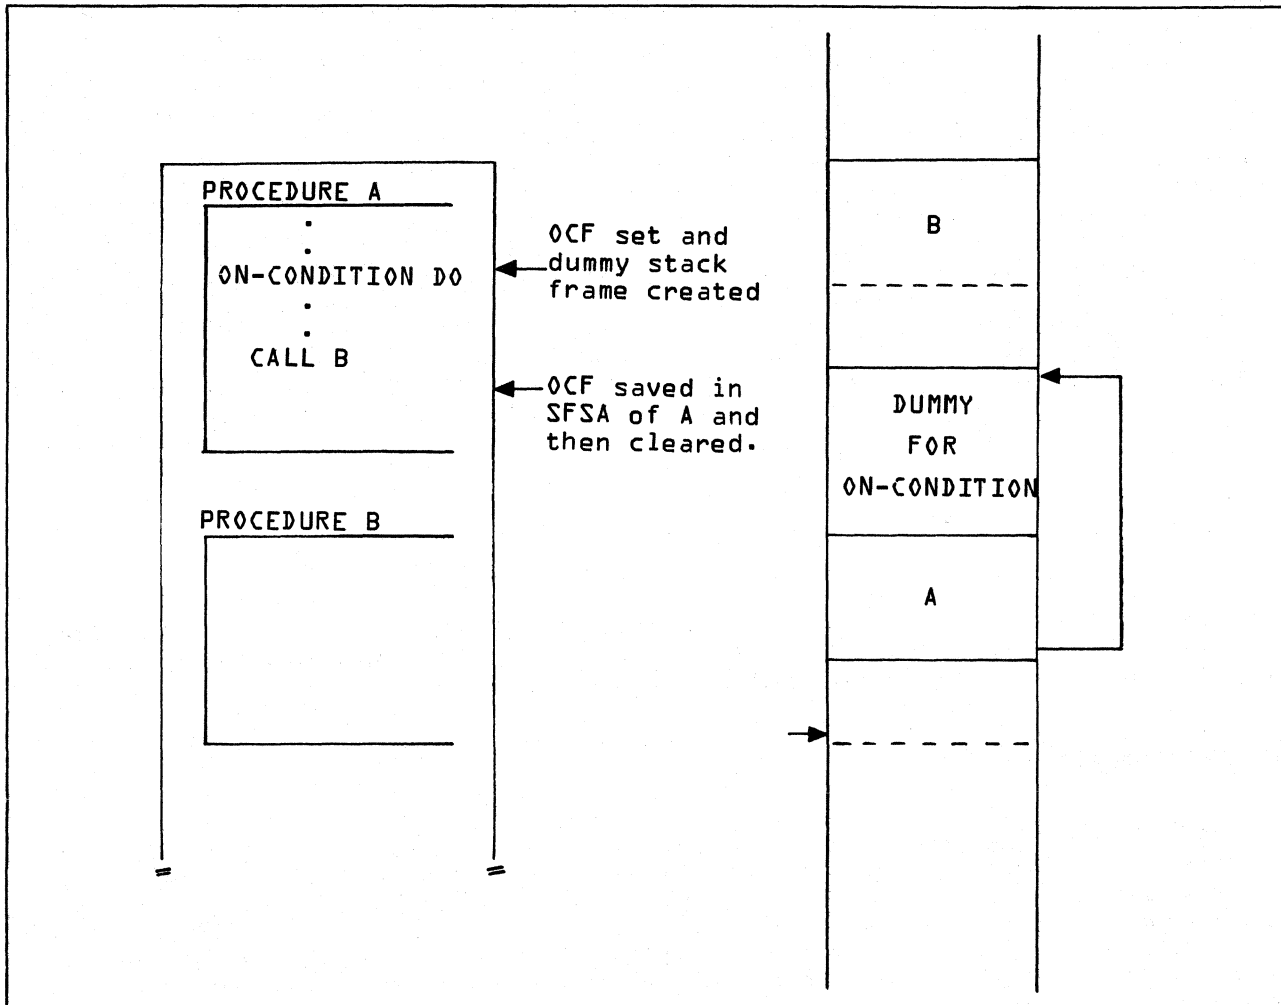 PROCEDURE A
.
.
ON-CONDITION DO
.
.
CALL B
PROCEDURE B
OCF set and
dummy stack
frame created
OCF saved in
SFSA of A and
then cleared.
B
DUMMY
FOR
ON-CONDITION
A